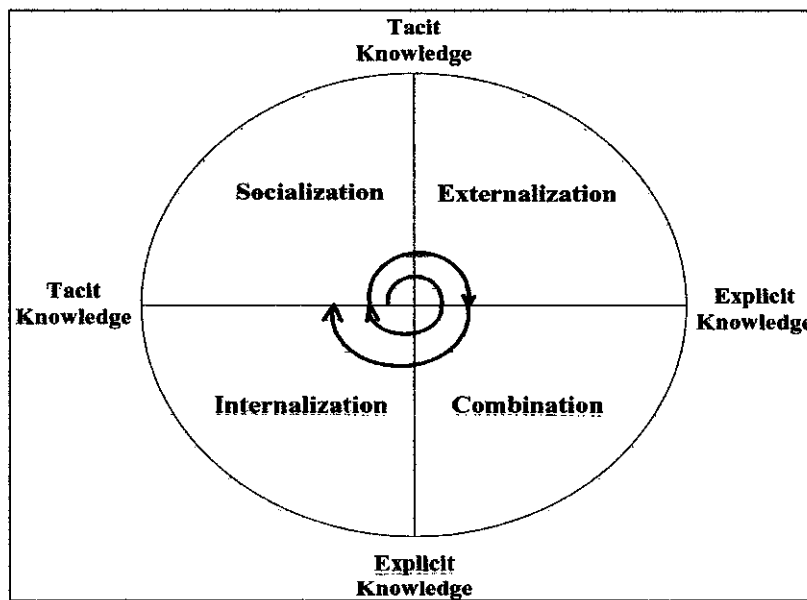 Tacit
Knowledge
Socialization
Externalization
Tacit
Knowledge
Explicit
Knowledge
Internalization
Combination
Explicit
Knowledge